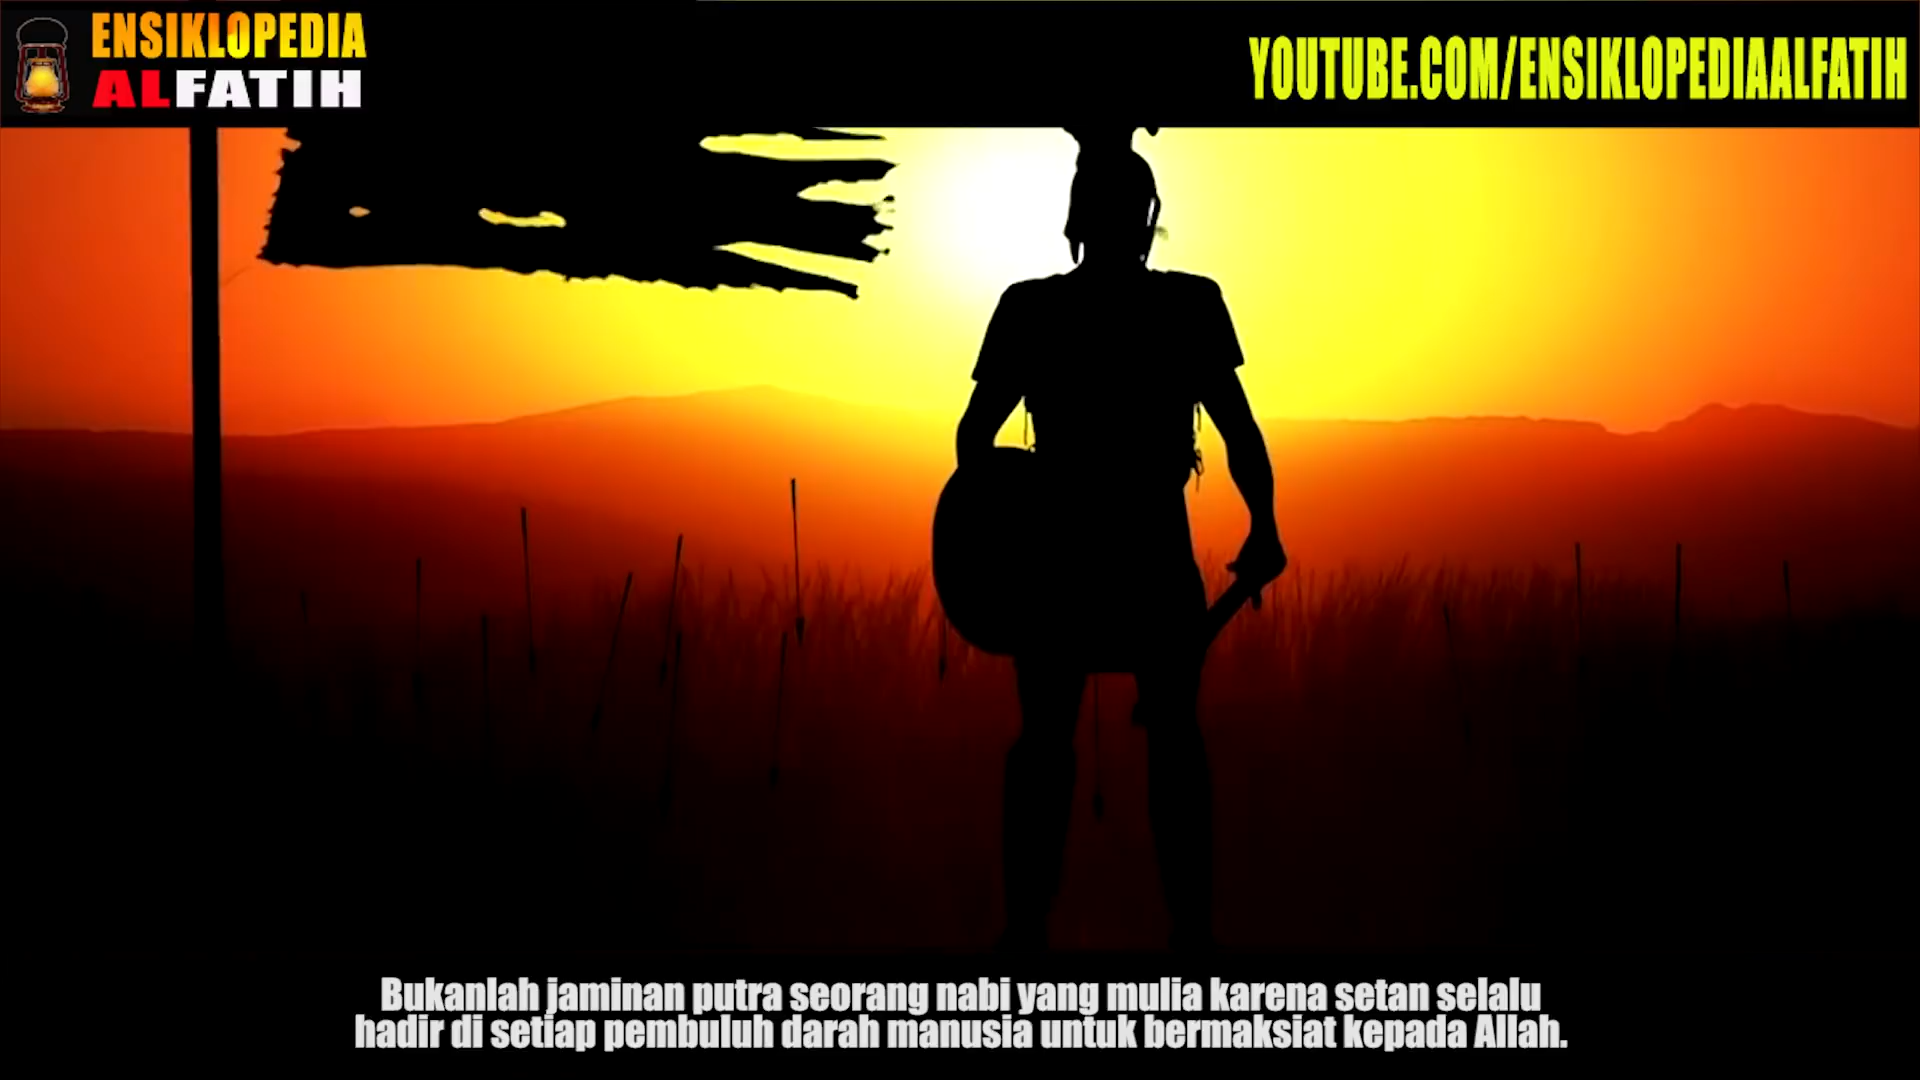 ENSIKLOPEDIA
ALFATIH
YOUTUBE.COM/ENSIKLOPEDIAALFATIH
Bukanlah jaminan putra seorang nabi yang mulia karena setan selalu
hadir di setiap pembuluh darah manusia untuk bermaksiat kepada Allah.